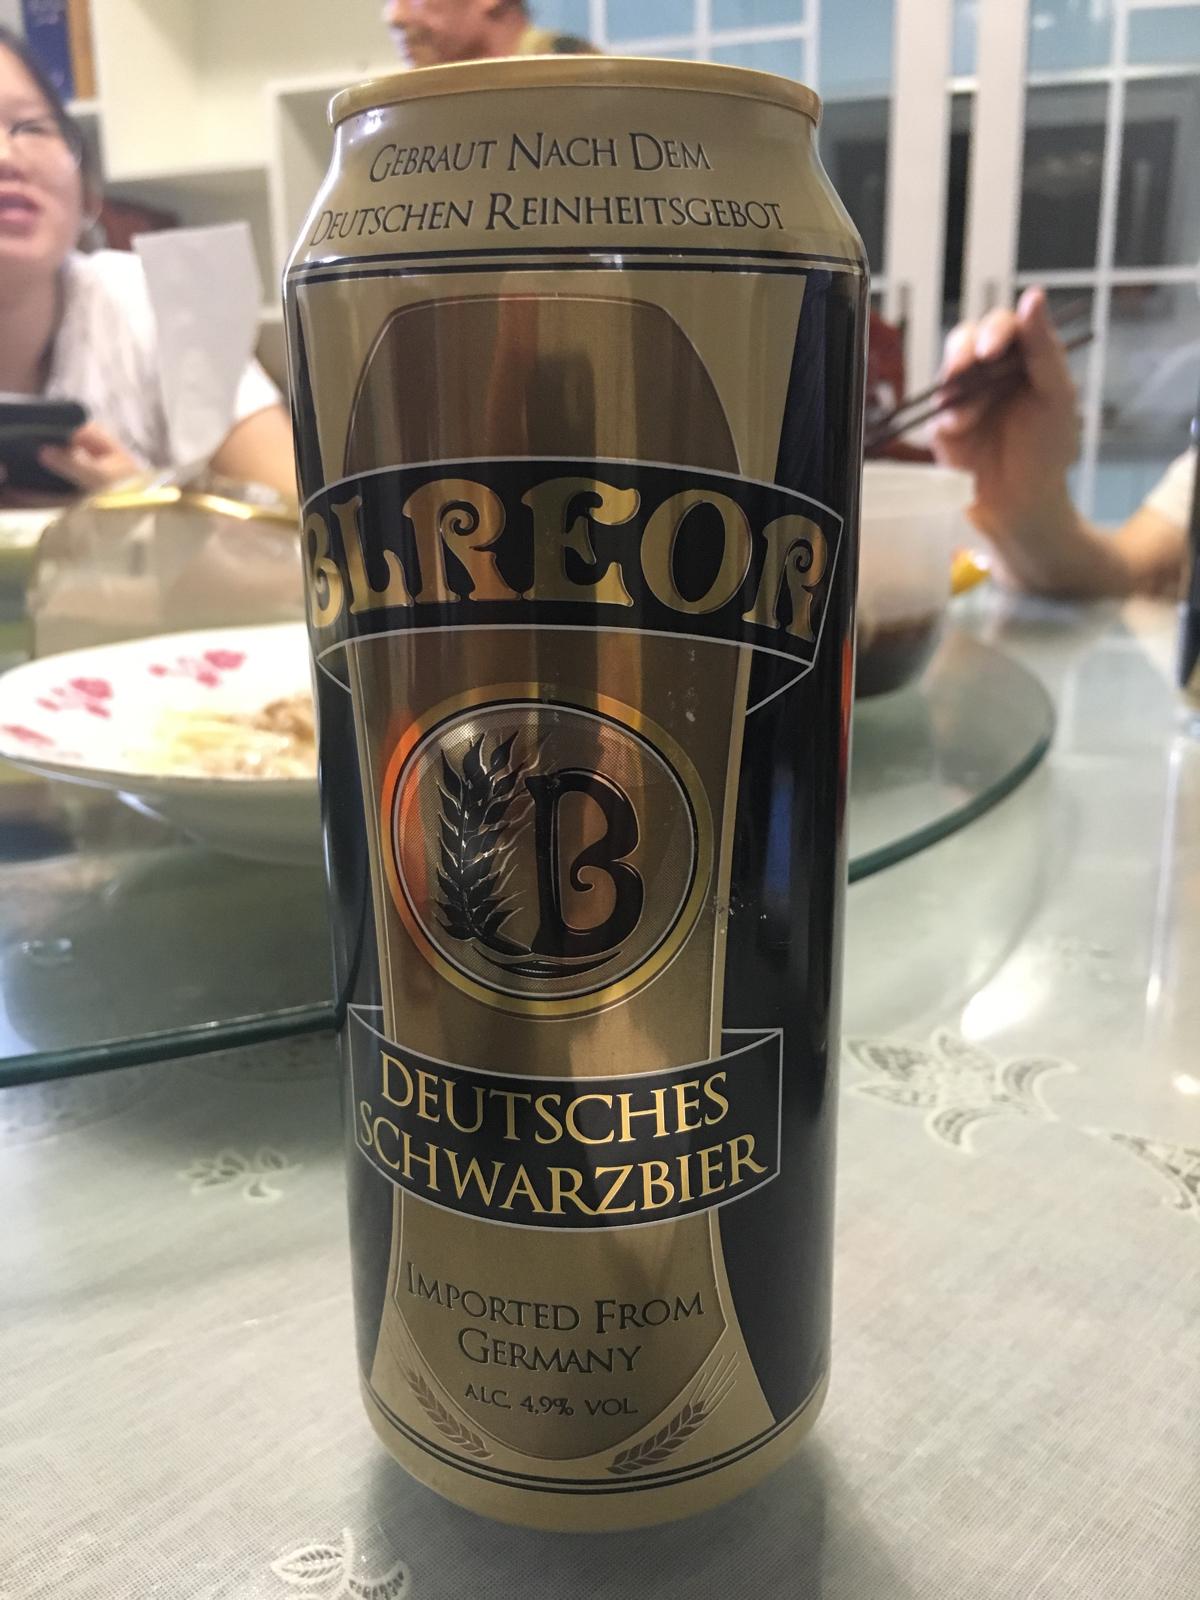 GEBRAUT NACH DEM
DEUTSCHEN REINHEITSGEBOT
BLREOR
B
DEUTSCHES
SCHWARZBIER
IMPORTED FROM
GERMANY
ALC. 4,9% VOL.